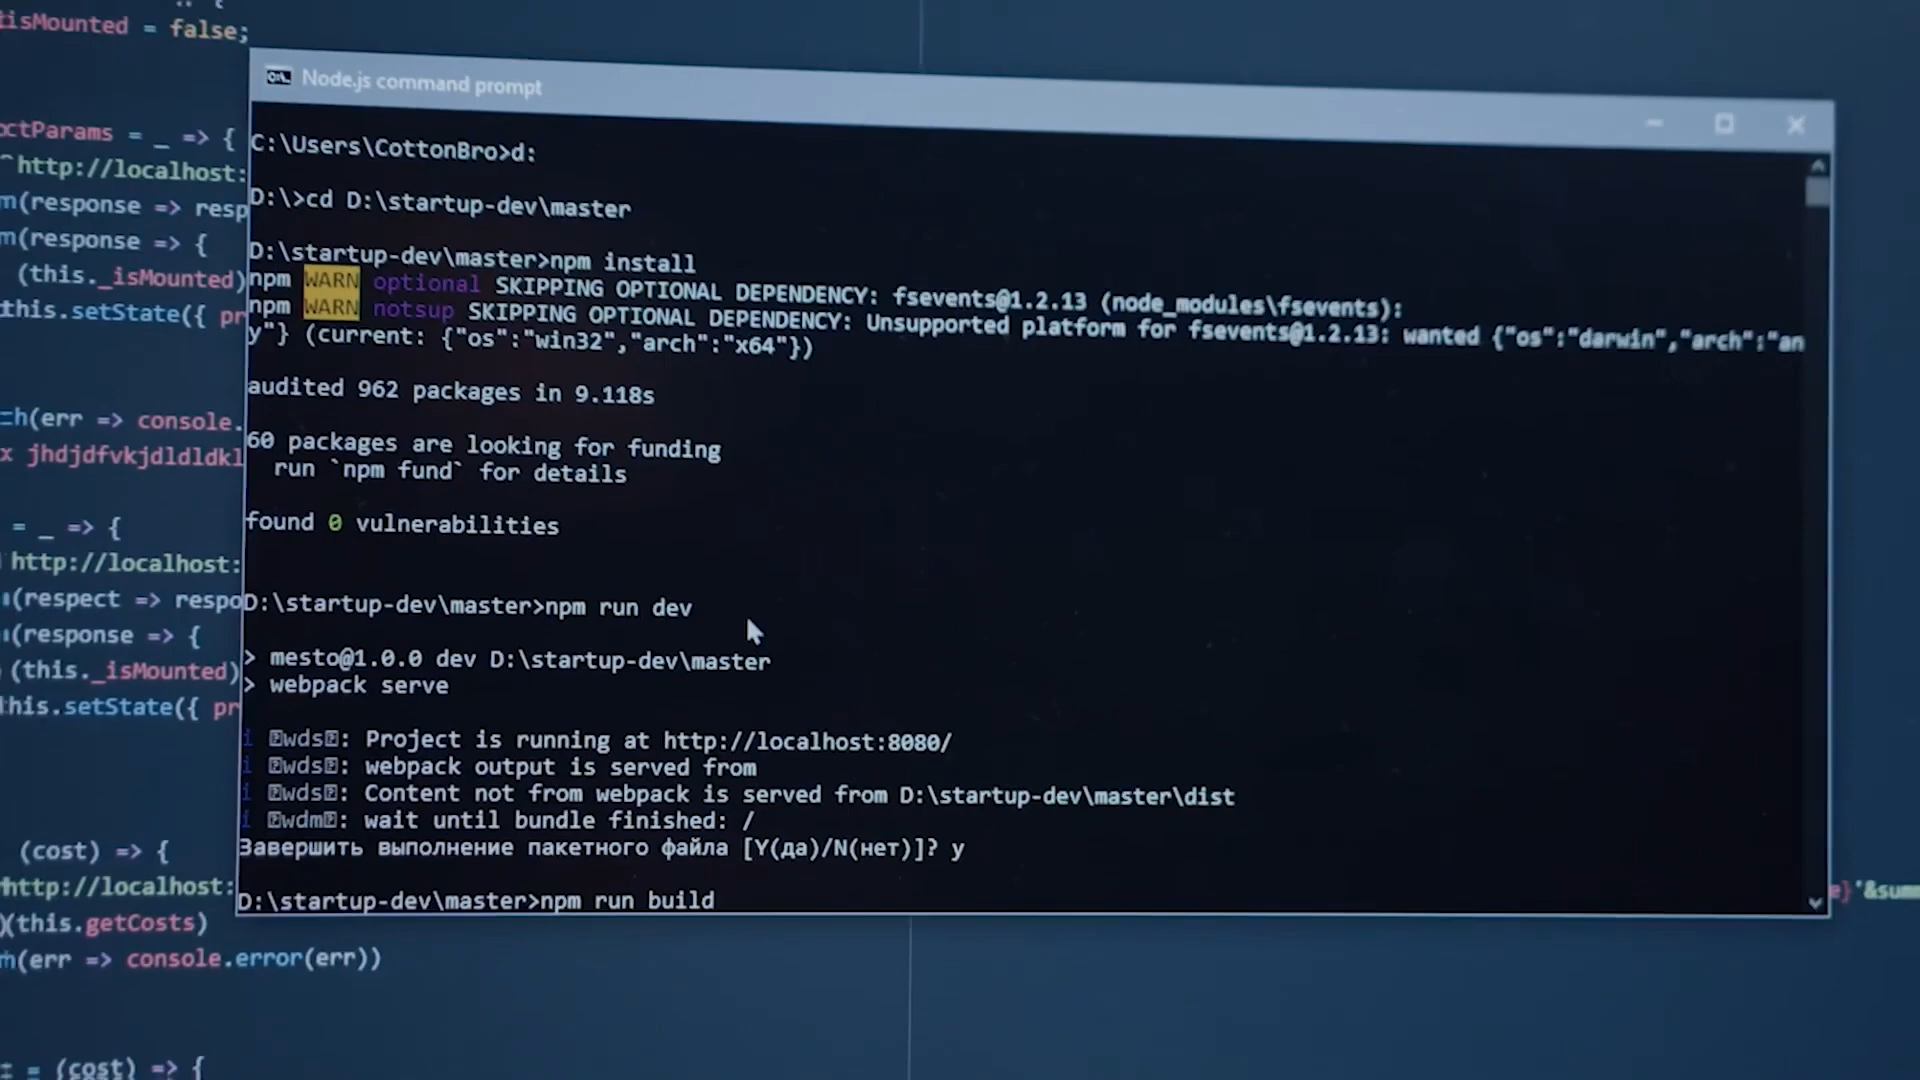 isMounted = false;
Node.js command prompt
C:\Users\CottonBro>d:
D:\>cd D:\startup-dev\master
D:\startup-dev\master>npm install
npm WARN optional SKIPPING OPTIONAL DEPENDENCY: fsevents@1.2.13 (node_modules\fsevents):
npm WARN notsup SKIPPING OPTIONAL DEPENDENCY: Unsupported platform for fsevents@1.2.13: wanted {"os":"darwin","arch":"an
y"} (current: {"os":"win32","arch":"x64"})
audited 962 packages in 9.118s
60 packages are looking for funding
run `npm fund` for details
found 0 vulnerabilities
D:\startup-dev\master>npm run dev
> mesto@1.0.0 dev D:\startup-dev\master
> webpack serve
i wds: Project is running at http://localhost:8080/
i wds: webpack output is served from
i wds: Content not from webpack is served from D:\startup-dev\master\dist
i wdm: wait until bundle finished: /
Завершить выполнение пакетного файла [Y(да)/N(нет)]? y
D:\startup-dev\master>npm run build
ctParams = _ => {
http://localhost:
(response => resp
(response => {
(this._isMounted)
this.setState({ pr
ch(err => console.
x jhdjdfvkjdldldkl
= _ => {
http://localhost:
(respect => respo
(response => {
(this._isMounted)
this.setState({ pr
(cost) => {
http://localhost:
e}'&summ
(this.getCosts)
(err => console.error(err))
= (cost) => {